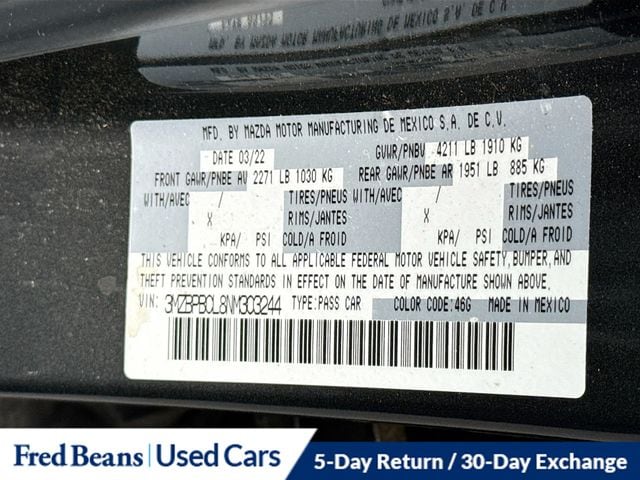 MFD. BY MAZDA MOTOR MANUFACTURING DE MEXICO S.A. DE C.V.
DATE 03/22 GVWR/PNBV 4211 LB 1910 KG
FRONT GAWR/PNBE AV 2271 LB 1030 KG REAR GAWR/PNBE AR 1951 LB 885 KG
WITH/AVEC / TIRES/PNEUS WITH/AVEC / TIRES/PNEUS
X RIMS/JANTES X RIMS/JANTES
KPA/ PSI COLD/A FROID KPA/ PSI COLD/A FROID
THIS VEHICLE CONFORMS TO ALL APPLICABLE FEDERAL MOTOR VEHICLE SAFETY, BUMPER, AND
THEFT PREVENTION STANDARDS IN EFFECT ON THE DATE OF MANUFACTURE SHOWN ABOVE.
VIN: 3MZBPBCL8NM303244 TYPE:PASS CAR COLOR CODE:46G MADE IN MEXICO
Fred Beans | Used Cars 5-Day Return / 30-Day Exchange